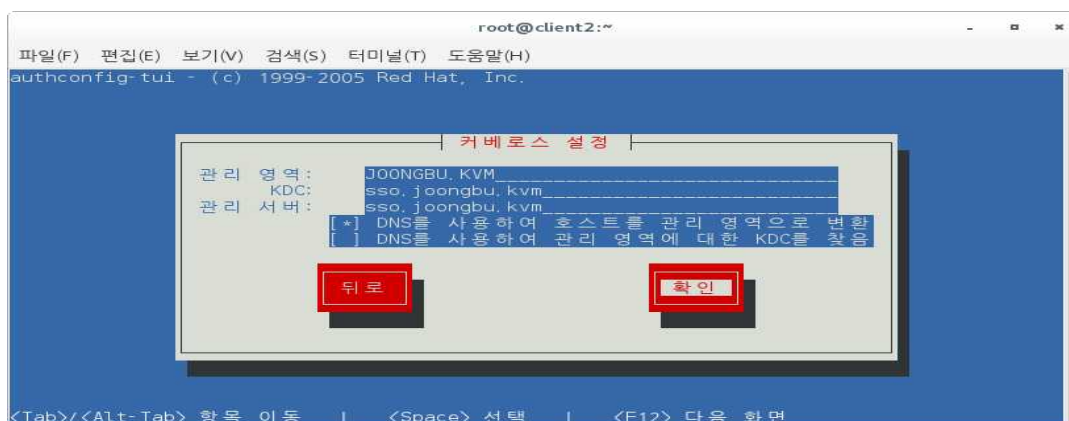 root@client2:~
파일(F) 편집(E) 보기(V) 검색(S) 터미널(T) 도움말(H)
authconfig-tui - (c) 1999-2005 Red Hat, Inc.
커베로스 설정
관리 영역: JOONGBU.KVM
KDC: sso.joongbu.kvm
관리 서버: sso.joongbu.kvm
[*] DNS를 사용하여 호스트를 관리 영역으로 변환
[ ] DNS를 사용하여 관리 영역에 대한 KDC를 찾음
뒤로 확인
<Tab>/<Alt-Tab> 항목 이동 | <Space> 선택 | <F12> 다음 화면